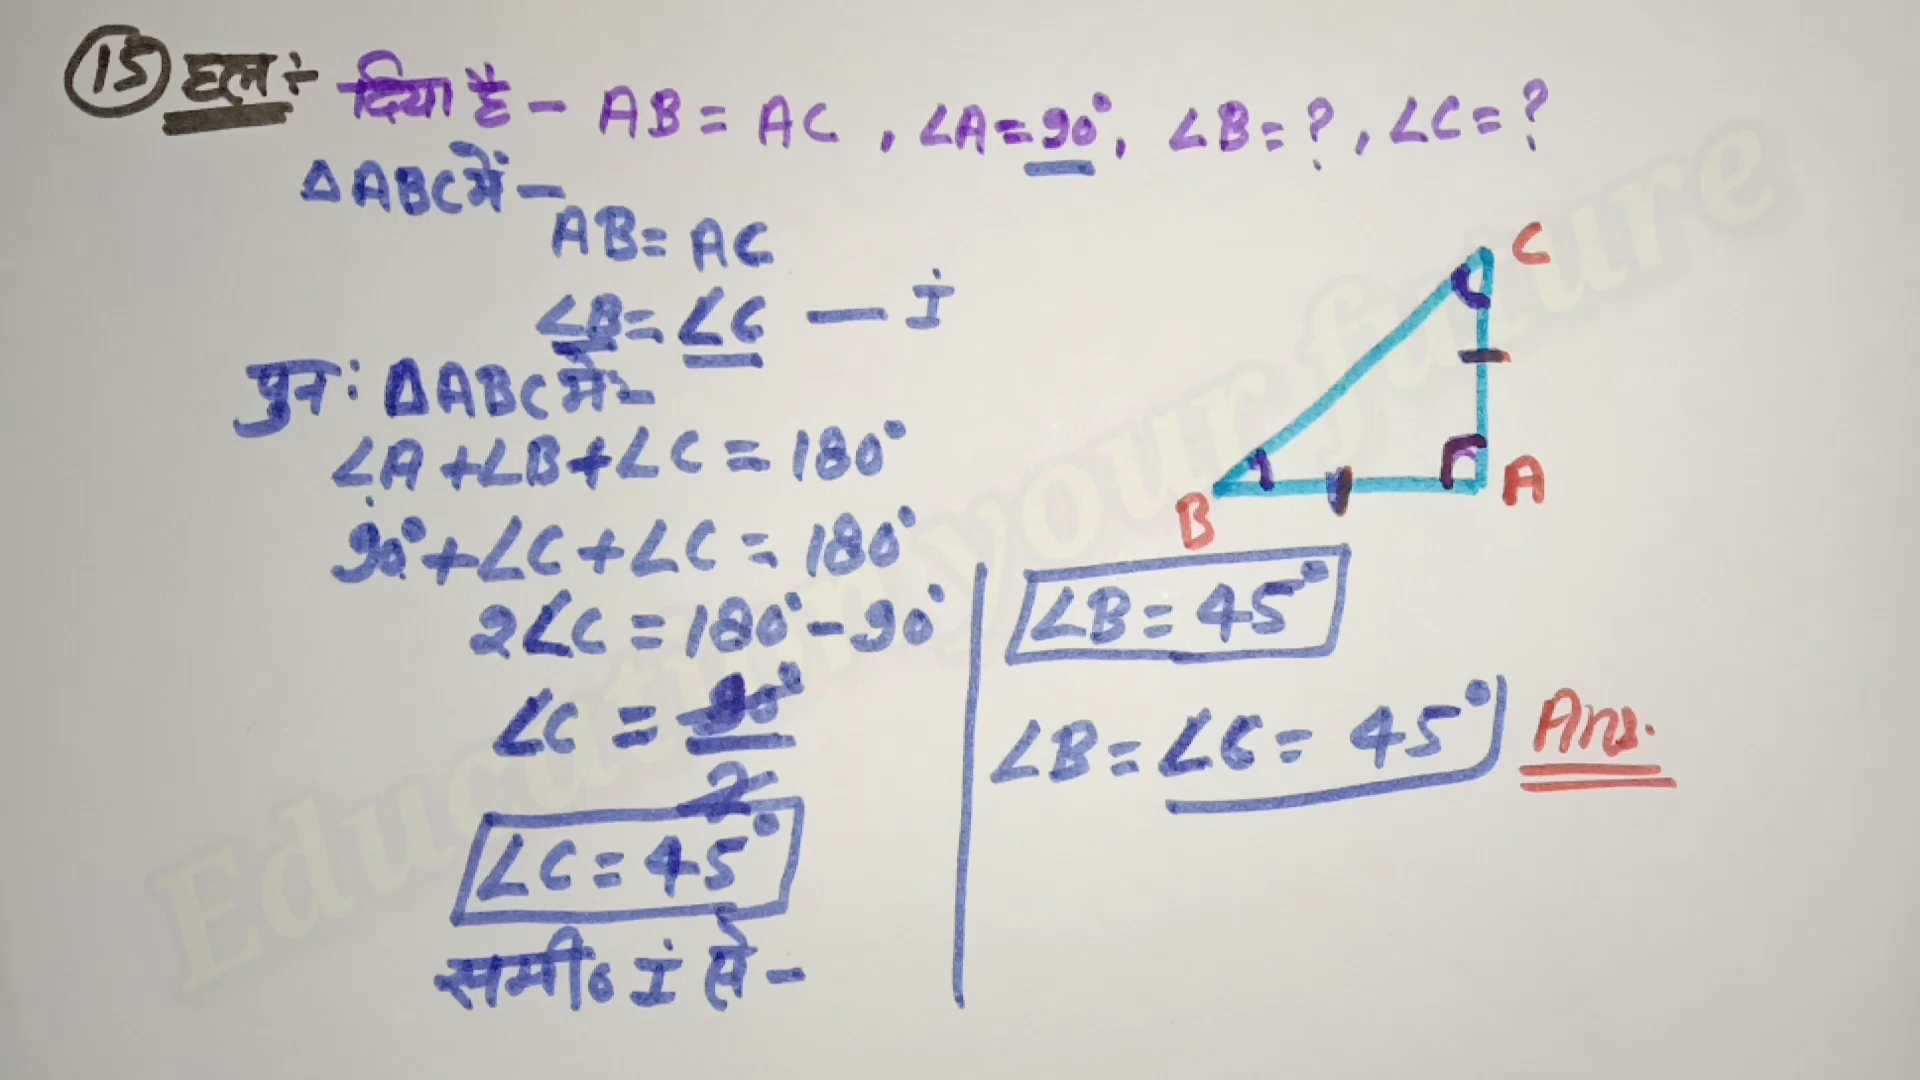 15 हल :-
दिया है - AB = AC , ∠A = 90°, ∠B = ? , ∠C = ?
ΔABC में -
AB = AC
∠B = ∠C — I
पुन: ΔABC में :-
∠A + ∠B + ∠C = 180°
90° + ∠C + ∠C = 180°
2∠C = 180° - 90°
∠C = 90°
2
∠C = 45°
समी० I से -
C
A
B
∠B = 45°
∠B = ∠C = 45° Ans.
Education your future